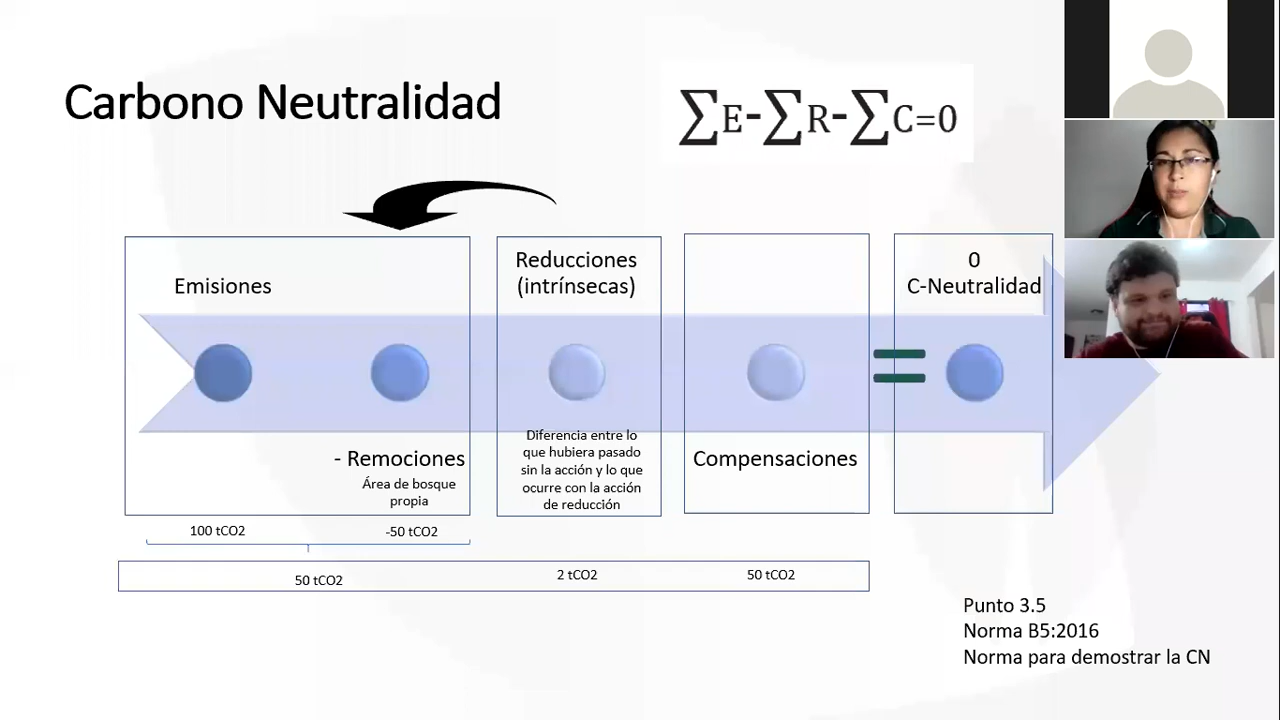 Carbono Neutralidad
∑E-∑R-∑C=0
Emisiones
- Remociones
Área de bosque
propia
Reducciones
(intrínsecas)
Diferencia entre lo
que hubiera pasado
sin la acción y lo que
ocurre con la acción
de reducción
Compensaciones
0
C-Neutralidad
100 tCO2
-50 tCO2
50 tCO2
2 tCO2
50 tCO2
Punto 3.5
Norma B5:2016
Norma para demostrar la CN